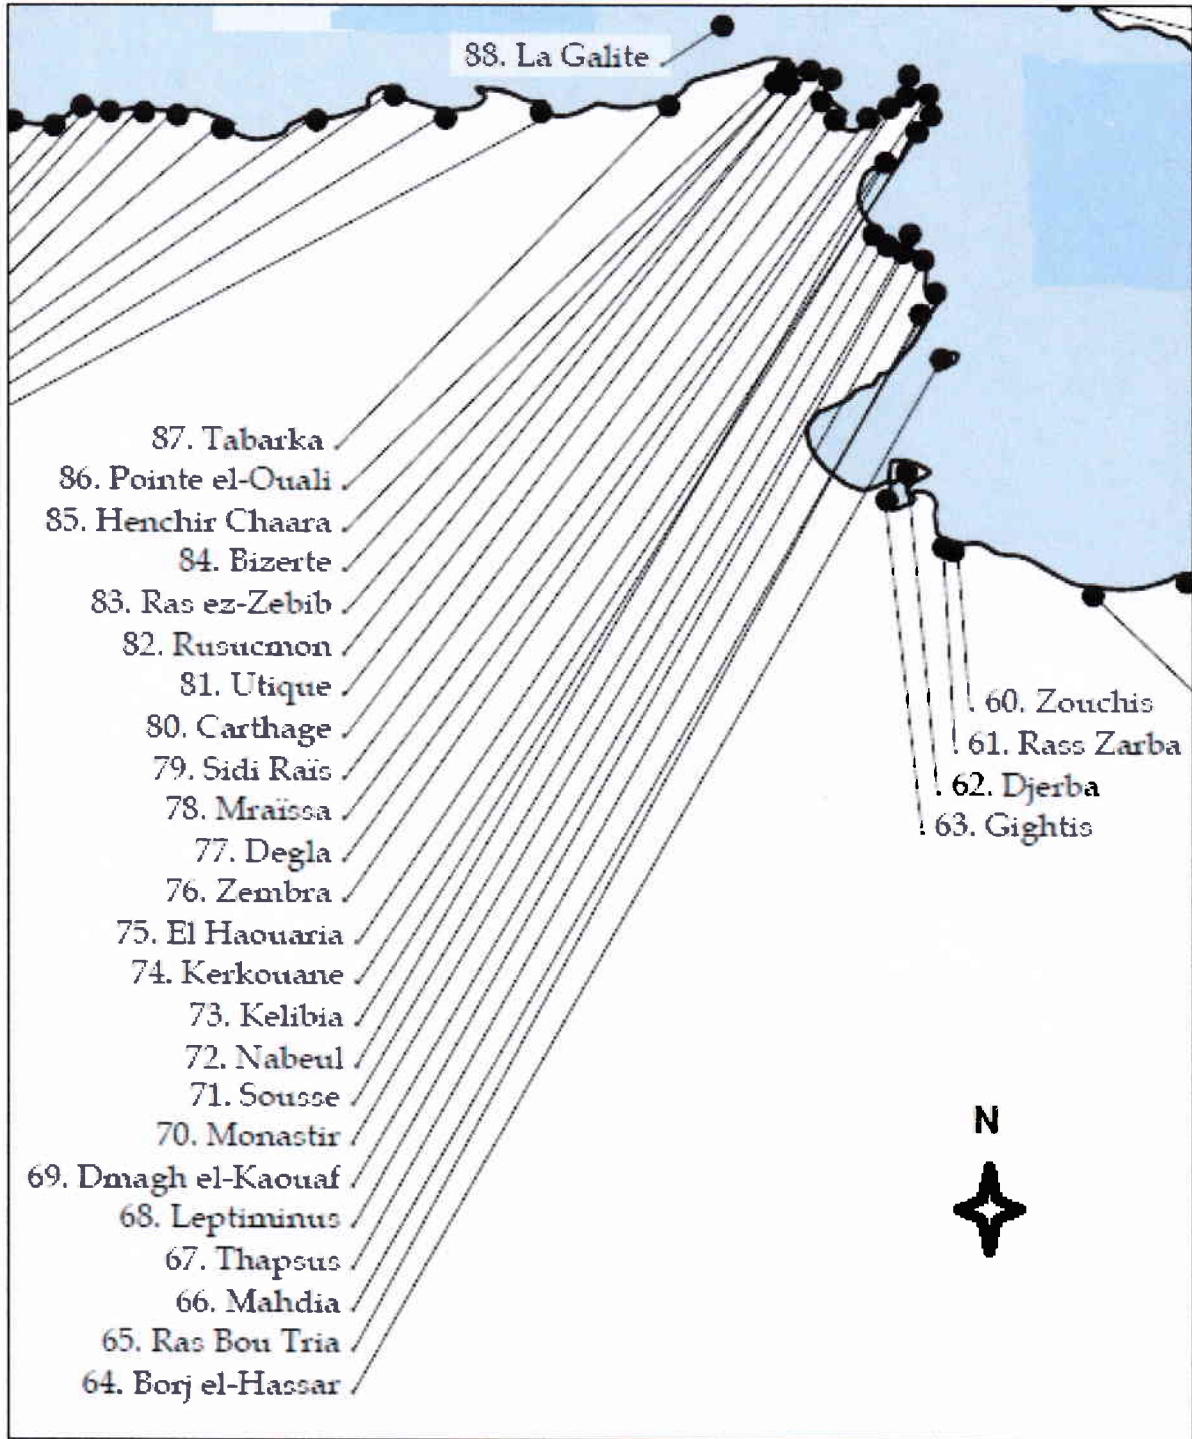 88. La Galite
87. Tabarka
86. Pointe el-Ouali
85. Henchir Chaara
84. Bizerte
83. Ras ez-Zebib
82. Rusucmon
81. Utique
80. Carthage
79. Sidi Raïs
78. Mraïssa
77. Degla
76. Zembra
75. El Haouaria
74. Kerkouane
73. Kelibia
72. Nabeul
71. Sousse
70. Monastir
69. Dmagh el-Kaouaf
68. Leptiminus
67. Thapsus
66. Mahdia
65. Ras Bou Tria
64. Borj el-Hassar
60. Zouchis
61. Rass Zarba
62. Djerba
63. Gightis
N